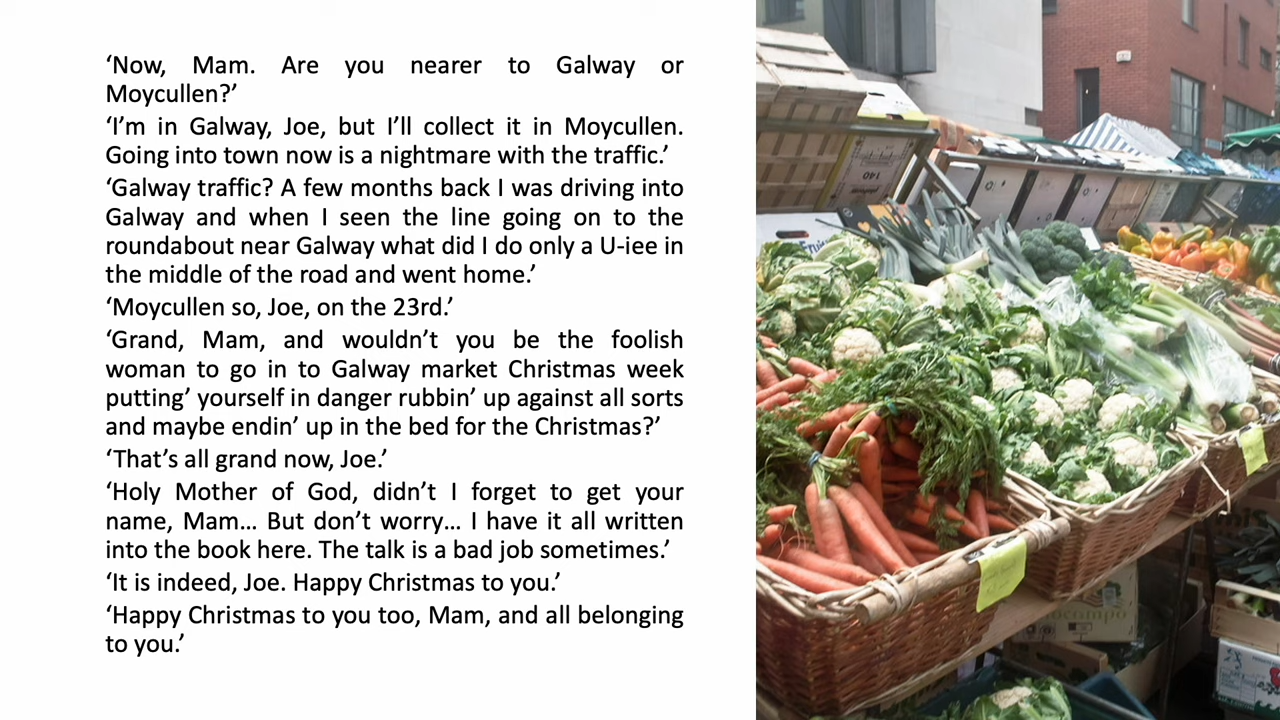 ‘Now, Mam. Are you nearer to Galway or
Moycullen?’
‘I’m in Galway, Joe, but I’ll collect it in Moycullen.
Going into town now is a nightmare with the traffic.’
‘Galway traffic? A few months back I was driving into
Galway and when I seen the line going on to the
roundabout near Galway what did I do only a U-iee in
the middle of the road and went home.’
‘Moycullen so, Joe, on the 23rd.’
‘Grand, Mam, and wouldn’t you be the foolish
woman to go in to Galway market Christmas week
putting’ yourself in danger rubbin’ up against all sorts
and maybe endin’ up in the bed for the Christmas?’
‘That’s all grand now, Joe.’
‘Holy Mother of God, didn’t I forget to get your
name, Mam… But don’t worry… I have it all written
into the book here. The talk is a bad job sometimes.’
‘It is indeed, Joe. Happy Christmas to you.’
‘Happy Christmas to you too, Mam, and all belonging
to you.’
140